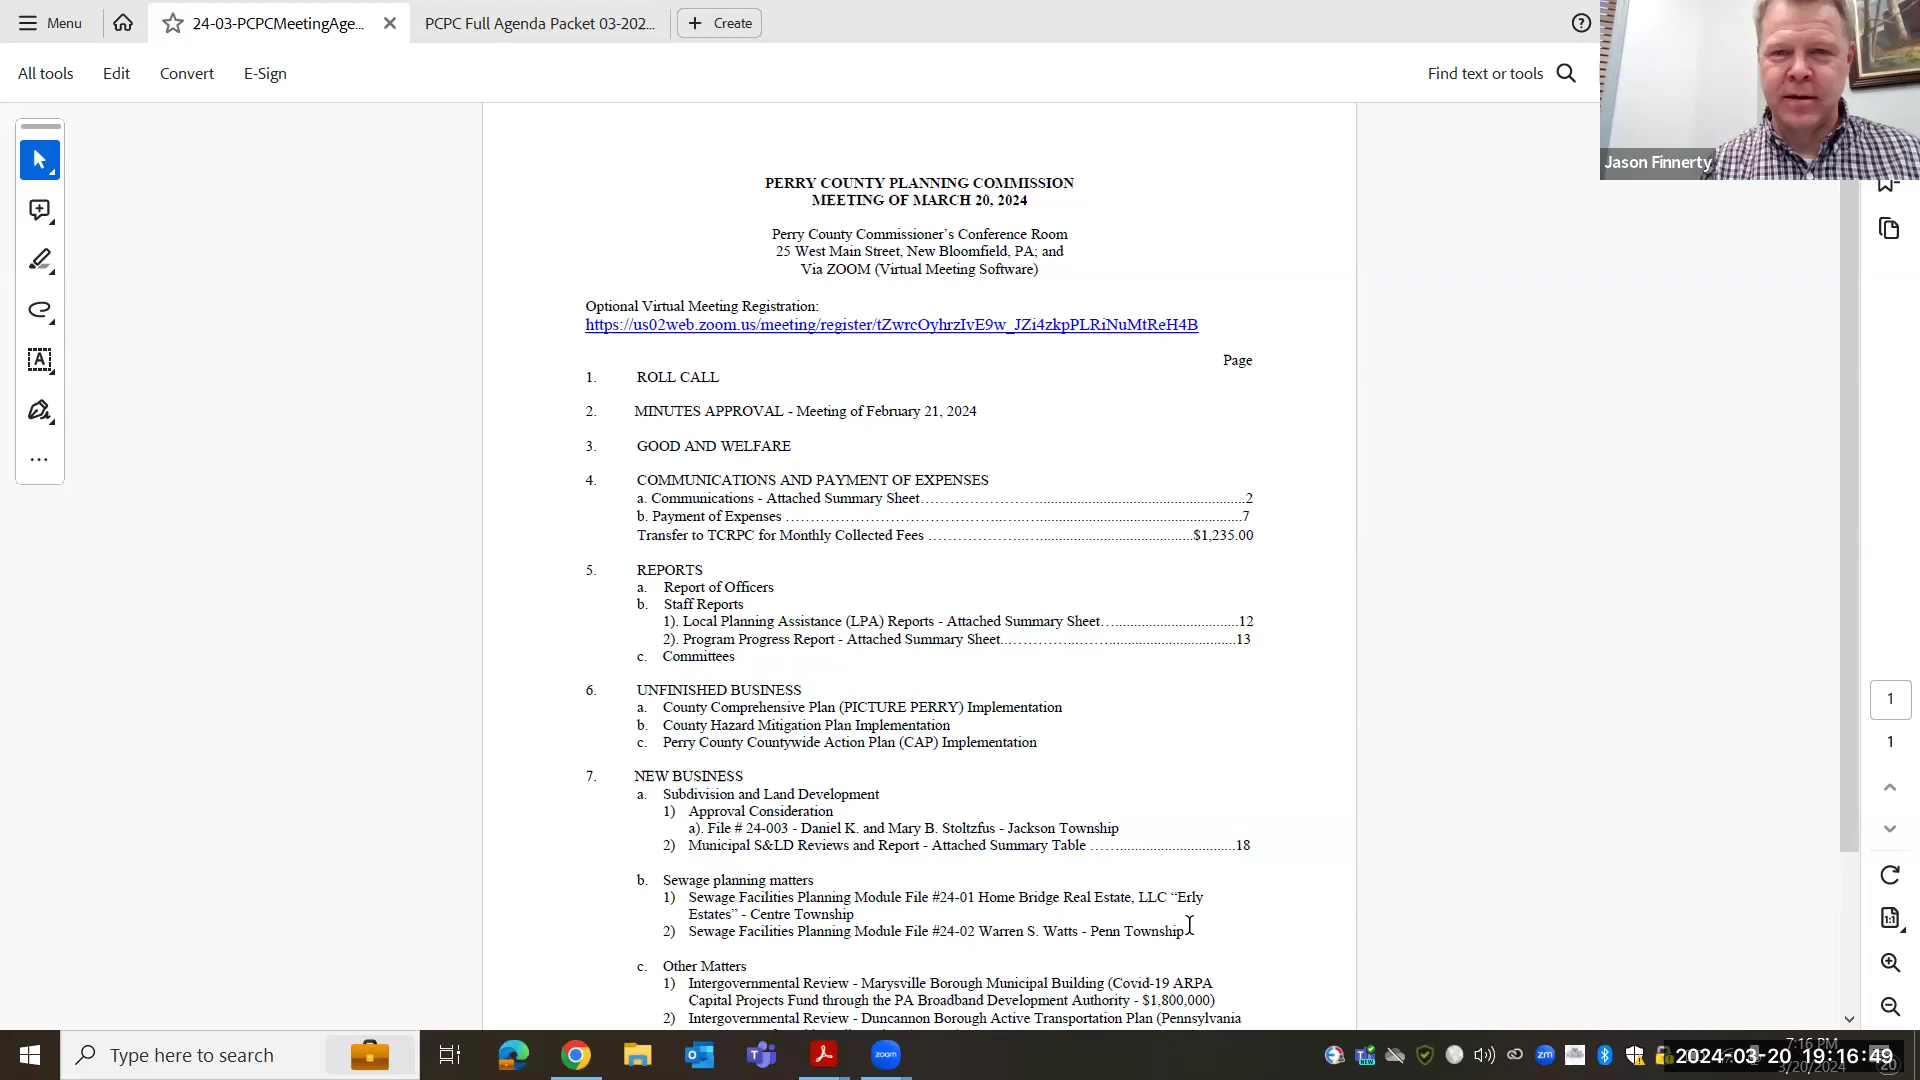 Menu
24-03-PCPCMeetingAge...
PCPC Full Agenda Packet 03-202...
Create
All tools
Edit
Convert
E-Sign
Find text or tools
Jason Finnerty
PERRY COUNTY PLANNING COMMISSION
MEETING OF MARCH 20, 2024
Perry County Commissioner's Conference Room
25 West Main Street, New Bloomfield, PA; and
Via ZOOM (Virtual Meeting Software)
Optional Virtual Meeting Registration:
https://us02web.zoom.us/meeting/register/tZwrcOyhrzIvE9w_JZi4zkpPLRiNuMtReH4B
Page
1. ROLL CALL
2. MINUTES APPROVAL - Meeting of February 21, 2024
3. GOOD AND WELFARE
4. COMMUNICATIONS AND PAYMENT OF EXPENSES
a. Communications - Attached Summary Sheet........2
b. Payment of Expenses ........7
Transfer to TCRPC for Monthly Collected Fees ........$1,235.00
5. REPORTS
a. Report of Officers
b. Staff Reports
1). Local Planning Assistance (LPA) Reports - Attached Summary Sheet........12
2). Program Progress Report - Attached Summary Sheet........13
c. Committees
6. UNFINISHED BUSINESS
a. County Comprehensive Plan (PICTURE PERRY) Implementation
b. County Hazard Mitigation Plan Implementation
c. Perry County Countywide Action Plan (CAP) Implementation
7. NEW BUSINESS
a. Subdivision and Land Development
1) Approval Consideration
a). File # 24-003 - Daniel K. and Mary B. Stoltzfus - Jackson Township
2) Municipal S&LD Reviews and Report - Attached Summary Table ........18
b. Sewage planning matters
1) Sewage Facilities Planning Module File #24-01 Home Bridge Real Estate, LLC “Erly
Estates” - Centre Township
2) Sewage Facilities Planning Module File #24-02 Warren S. Watts - Penn Township
c. Other Matters
1) Intergovernmental Review - Marysville Borough Municipal Building (Covid-19 ARPA
Capital Projects Fund through the PA Broadband Development Authority - $1,800,000)
2) Intergovernmental Review - Duncannon Borough Active Transportation Plan (Pennsylvania
1
1
Type here to search
zoom
zm
7:16 PM
2024-03-20 19:16:49
3/20/2024